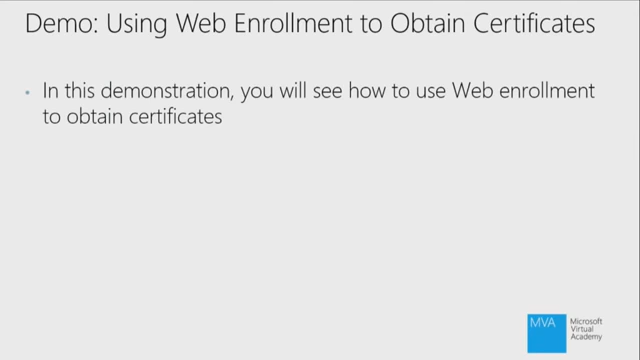 Demo: Using Web Enrollment to Obtain Certificates
• In this demonstration, you will see how to use Web enrollment
to obtain certificates
MVA
Microsoft
Virtual
Academy